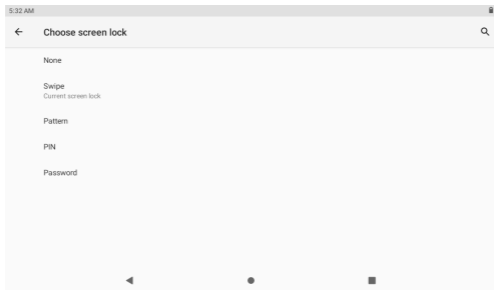 5:32 AM
Choose screen lock
None
Swipe
Current screen lock
Pattern
PIN
Password